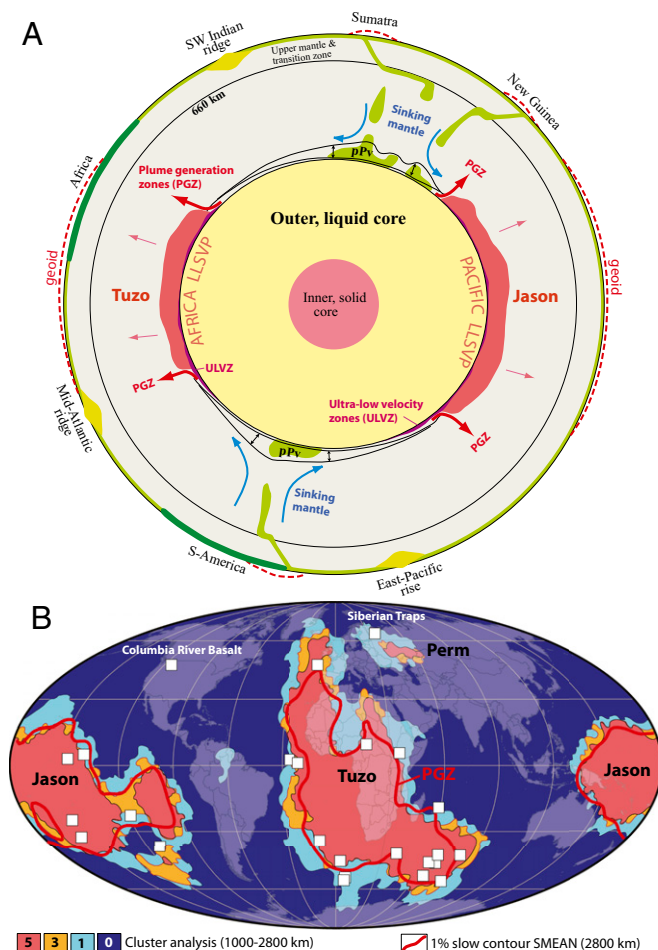 A
SW Indian ridge
Sumatra
Upper mantle & transition zone
660 km
New Guinea
Sinking mantle
Africa
Plume generation zones (PGZ)
pPv
PGZ
Outer, liquid core
geoid
Tuzo
AFRICA LLSVP
Inner, solid core
PACIFIC LLSVP
Jason
geoid
PGZ
ULVZ
Ultra-low velocity zones (ULVZ)
PGZ
Mid-Atlantic ridge
pPv
Sinking mantle
S-America
East-Pacific rise
B
Siberian Traps
Columbia River Basalt
Perm
Jason
Tuzo
PGZ
Jason
5 3 1 0 Cluster analysis (1000-2800 km)
1% slow contour SMEAN (2800 km)